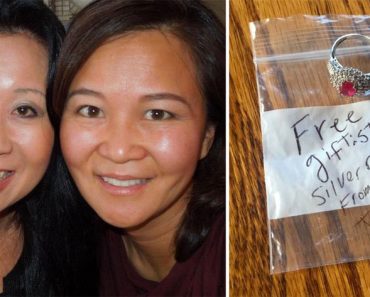 Free
gift: S
silver
From